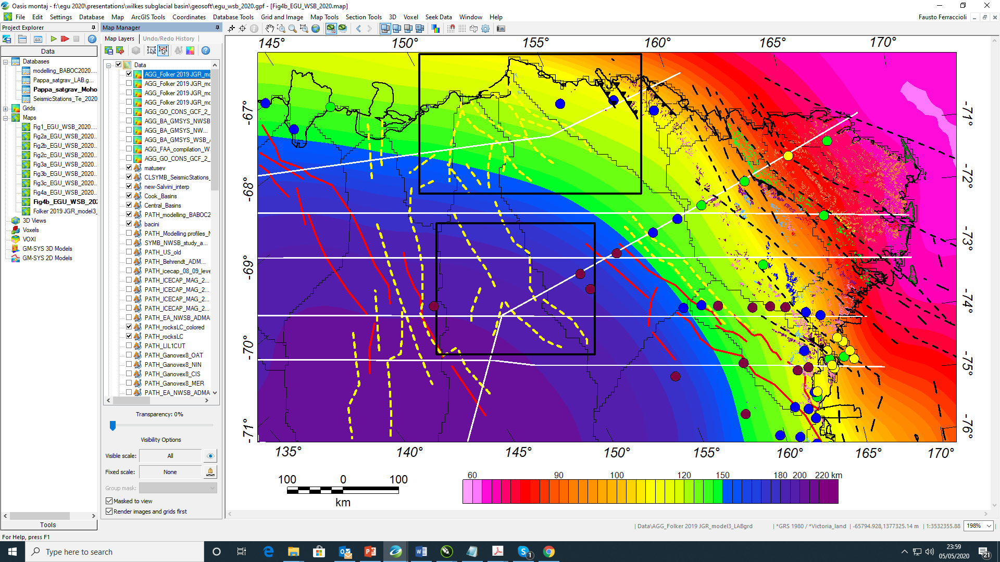 Oasis montaj - f:\egu 2020\presentations\wilkes subglacial basin\geosoft\egu_wsb_2020.gpf - [Fig4b_EGU_WSB_2020.map]
File Edit Settings Database Map ArcGIS Tools Coordinates Database Tools Grid and Image Map Tools Section Tools 3D Voxel Seek Data Window Help Fausto Ferraccioli
Project Explorer
Data
Databases
modelling_BABOC2020....
Pappa_satgrav_LAB.g...
Pappa_satgrav_Moho
SeismicStations_Te_2020
Grids
Maps
Fig1_EGU_WSB_2020....
Fig2a_EGU_WSB_2020..
Fig2b_EGU_WSB_2020..
Fig2c_EGU_WSB_2020..
Fig3a_EGU_WSB_2020..
Fig3b_EGU_WSB_2020..
Fig3c_EGU_WSB_2020..
Fig4a_EGU_WSB_2020..
Fig4b_EGU_WSB_202
Folker 2019 JGR_model3_
3D Views
Voxels
VOXI
GM-SYS 3D Models
GM-SYS 2D Models
Tools
Map Manager
Map Layers Undo/Redo History
Data
AGG_Folker 2019 JGR_mo
AGG_Folker 2019 JGR_mo
AGG_Folker 2019 JGR_mo
AGG_Folker 2019 JGR_mo
AGG_GO_CONS_GCF_2_
AGG_BA_GMSYS_NWSB
AGG_BA_GMSYS_NW...
AGG_BA_GMSYS_WSB_
AGG_FAA_compilation_W
AGG_GO_CONS_GCF_2_
matusev
CLSYMB_SeismicStations_
new-Salvini_interp
Cook_Basins
Central_Basins
PATH_modelling_BABOC2
bacini
PATH_Modelling profiles_N
SYMB_NWSB_study_a...
PATH_US_old
PATH_Behrendt_ADM...
PATH_icecap_08_09_leve
PATH_ICECAP_MAG_2...
PATH_ICECAP_MAG_2...
PATH_ICECAP_MAG_2...
PATH_ICECAP_MAG_2...
PATH_EA_NWSB_ADMA
PATH_rocksLC_colored
PATH_rocksLC
PATH_LIL1CUT
PATH_Ganovex8_OAT
PATH_Ganovex8_NIN
PATH_Ganovex8_CIS
PATH_Ganovex8_MER
PATH_EA_NWSB_ADMA
Transparency: 0%
Visibility Options
Visible scale: All
Fixed scale: None
Group mask:
Masked to view
Render images and grids first
145° 150° 155° 160° 165° 170°
-67°
-68°
-69°
-70°
-71°
-71°
-72°
-73°
-74°
-75°
-76°
135° 140° 145° 150° 155° 160° 165° 170°
100 0 100
km
60 90 100 120 150 180 200 220 km
Data\AGG_Folker 2019 JGR_model3_LABgrd | *GRS 1980 / *Victoria_land | -65794.928,1377325.14 m | 1:3532355.88 198%
For Help, press F1
Type here to search
1
23:59
05/05/2020
21